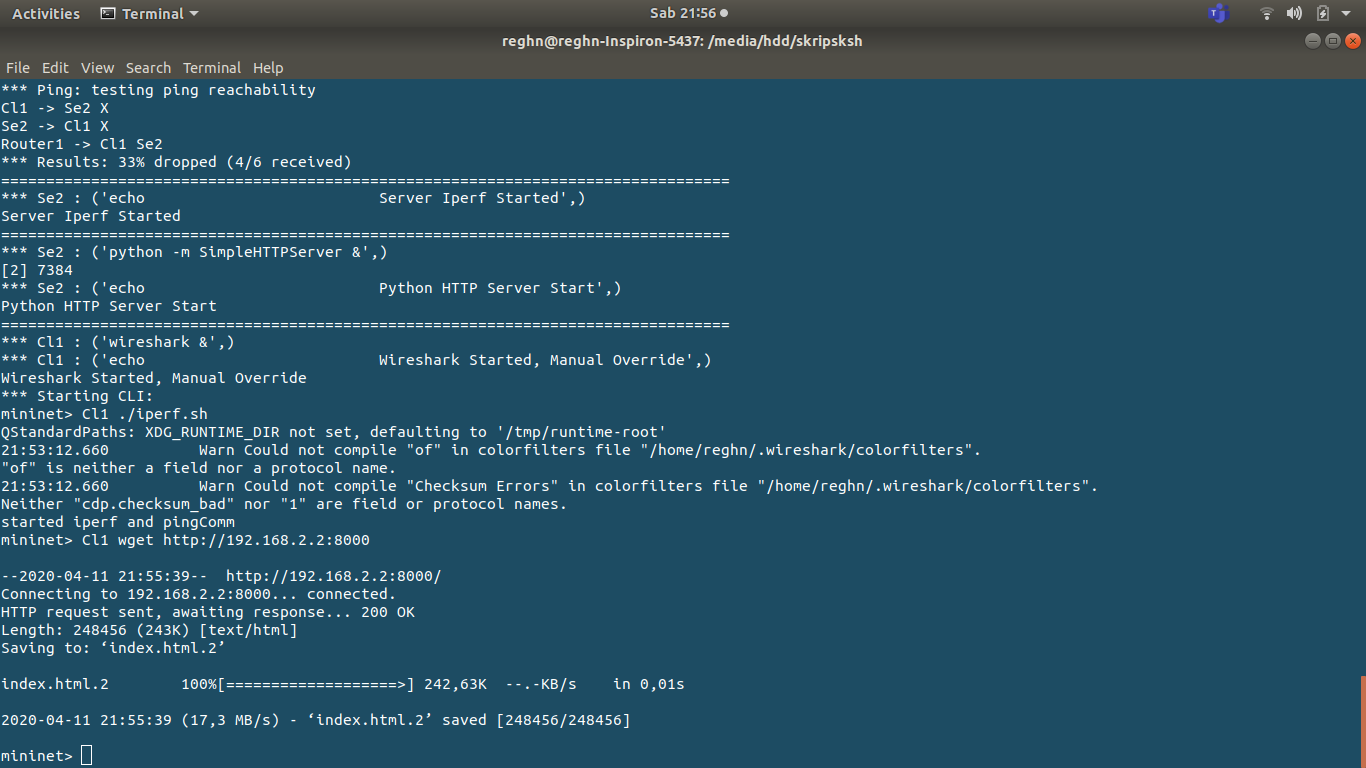 Activities Terminal Sab 21:56
reghn@reghn-Inspiron-5437: /media/hdd/skripsksh
File Edit View Search Terminal Help
*** Ping: testing ping reachability
Cl1 -> Se2 X
Se2 -> Cl1 X
Router1 -> Cl1 Se2
*** Results: 33% dropped (4/6 received)
=================================================================================
*** Se2 : ('echo                          Server Iperf Started',)
Server Iperf Started
=================================================================================
*** Se2 : ('python -m SimpleHTTPServer &',)
[2] 7384
*** Se2 : ('echo                          Python HTTP Server Start',)
Python HTTP Server Start
=================================================================================
*** Cl1 : ('wireshark &',)
*** Cl1 : ('echo                          Wireshark Started, Manual Override',)
Wireshark Started, Manual Override
*** Starting CLI:
mininet> Cl1 ./iperf.sh
QStandardPaths: XDG_RUNTIME_DIR not set, defaulting to '/tmp/runtime-root'
21:53:12.660          Warn Could not compile "of" in colorfilters file "/home/reghn/.wireshark/colorfilters".
"of" is neither a field nor a protocol name.
21:53:12.660          Warn Could not compile "Checksum Errors" in colorfilters file "/home/reghn/.wireshark/colorfilters".
Neither "cdp.checksum_bad" nor "1" are field or protocol names.
started iperf and pingComm
mininet> Cl1 wget http://192.168.2.2:8000
--2020-04-11 21:55:39--  http://192.168.2.2:8000/
Connecting to 192.168.2.2:8000... connected.
HTTP request sent, awaiting response... 200 OK
Length: 248456 (243K) [text/html]
Saving to: ‘index.html.2’
index.html.2        100%[===================>] 242,63K  --.-KB/s    in 0,01s
2020-04-11 21:55:39 (17,3 MB/s) - ‘index.html.2’ saved [248456/248456]
mininet>